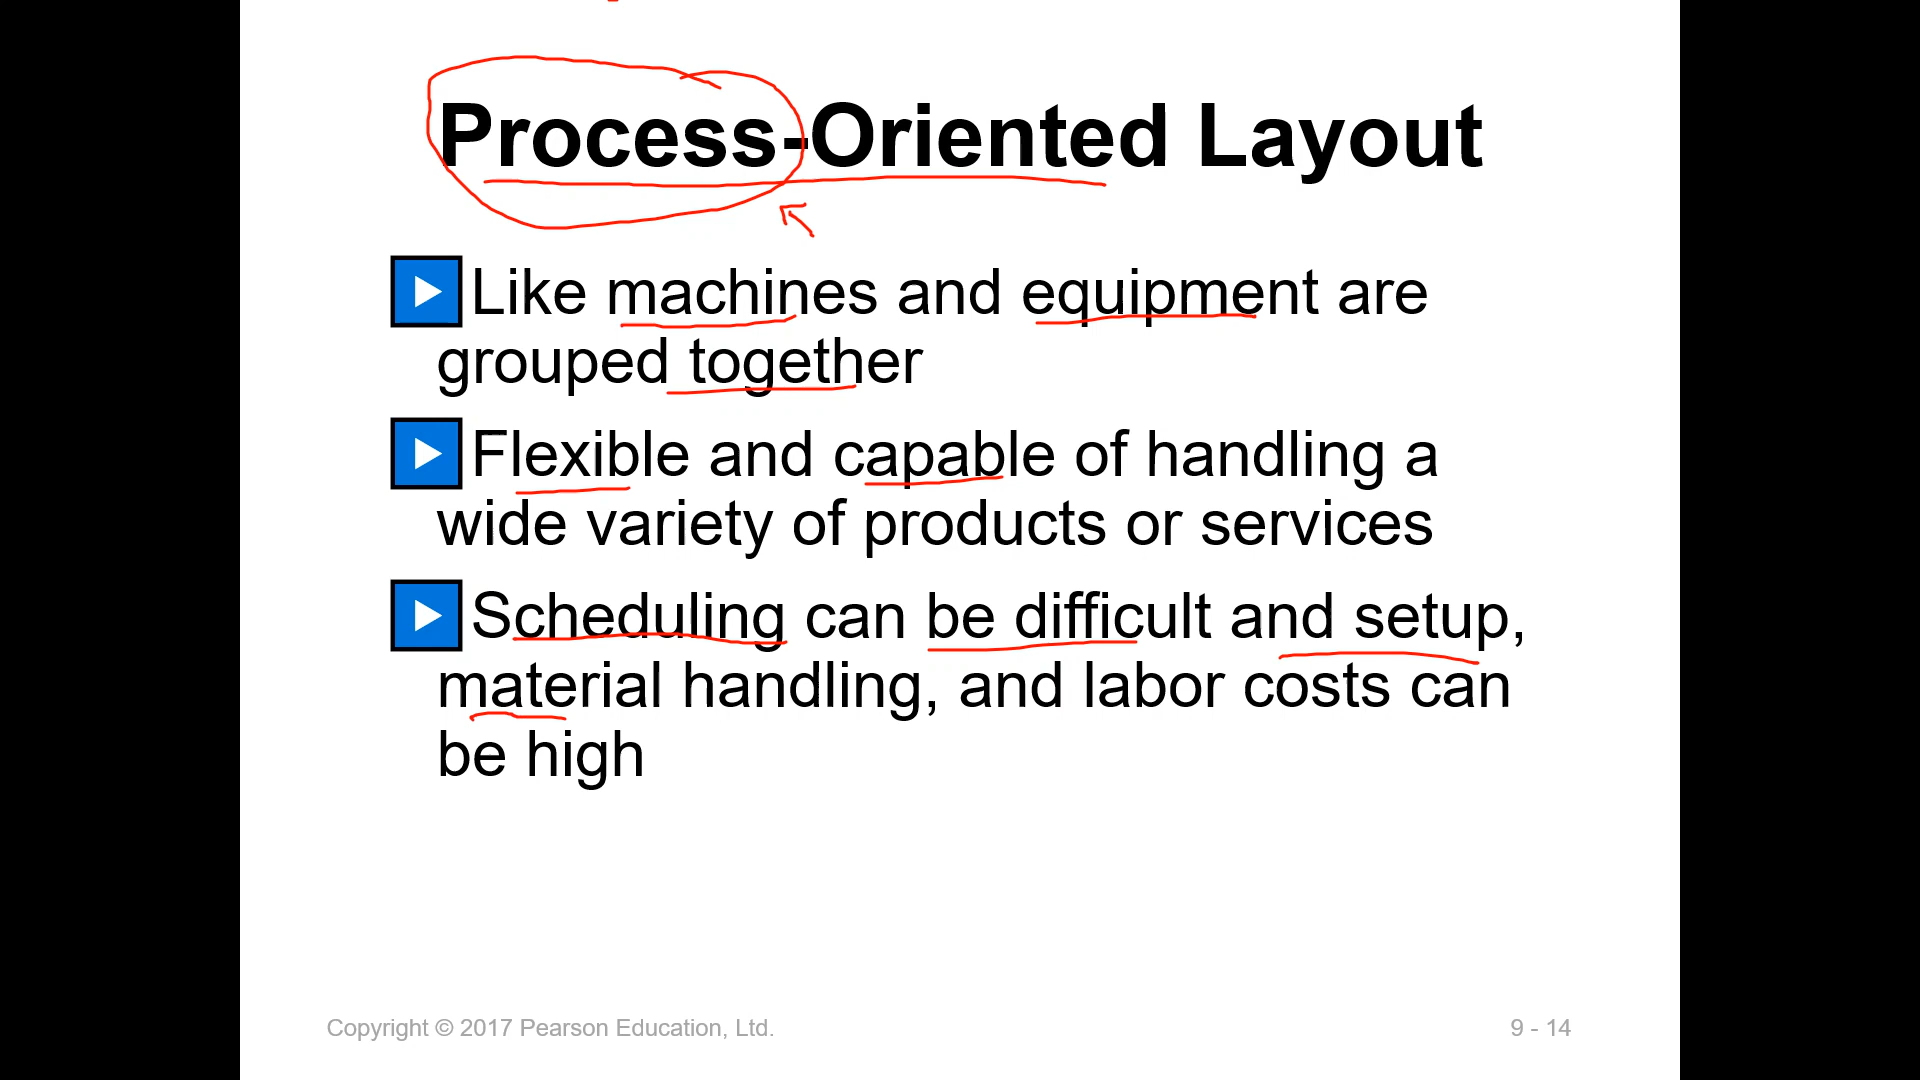 Process-Oriented Layout
Like machines and equipment are
grouped together
Flexible and capable of handling a
wide variety of products or services
Scheduling can be difficult and setup,
material handling, and labor costs can
be high
Copyright © 2017 Pearson Education, Ltd.
9 - 14